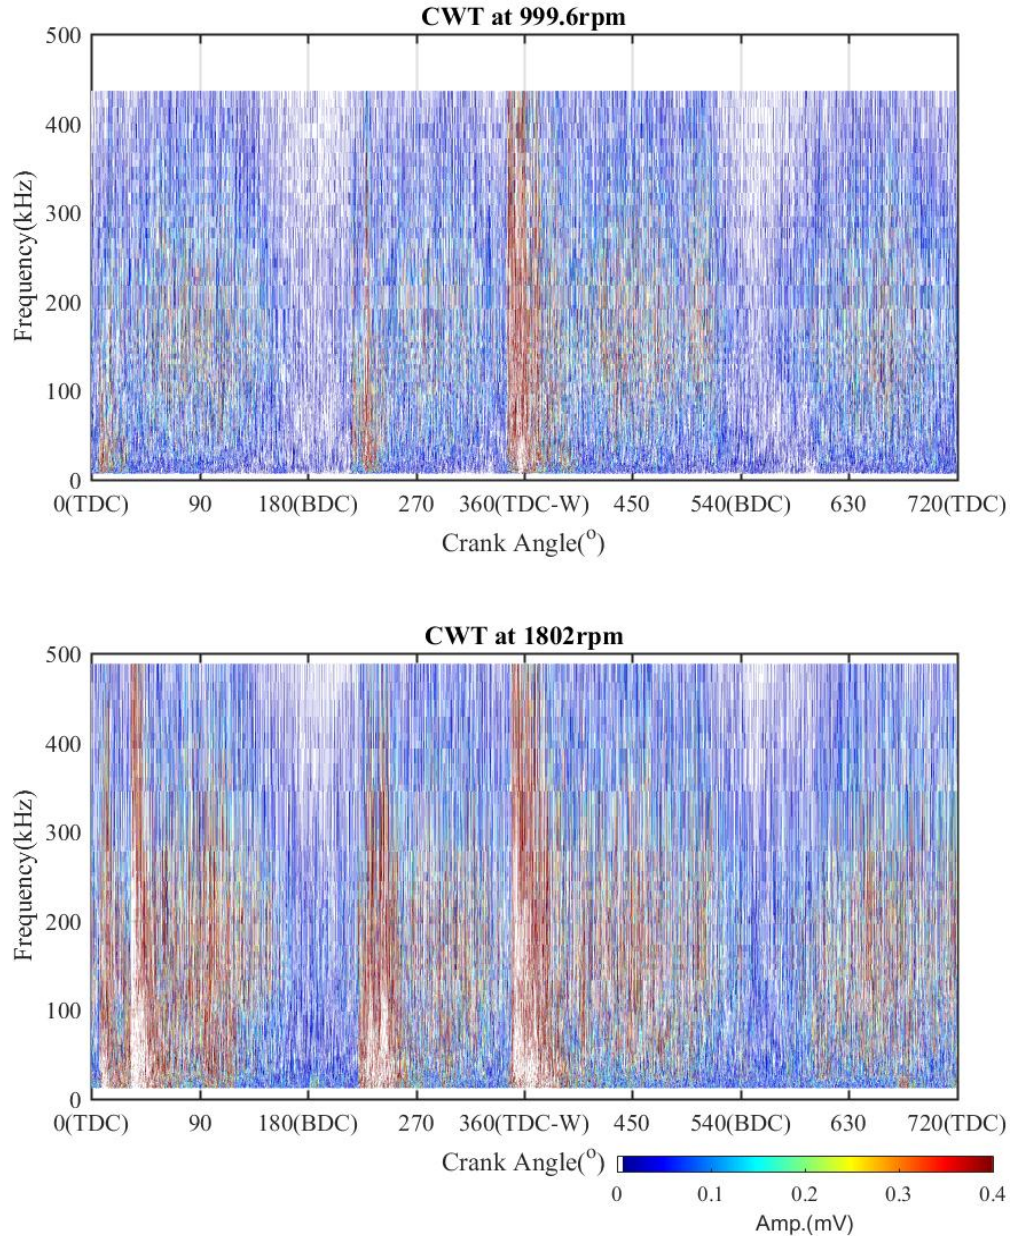 CWT at 999.6rpm
500
400
300
200
100
0
Frequency(kHz)
0(TDC) 90 180(BDC) 270 360(TDC-W) 450 540(BDC) 630 720(TDC)
Crank Angle(o)
CWT at 1802rpm
500
400
300
200
100
0
Frequency(kHz)
0(TDC) 90 180(BDC) 270 360(TDC-W) 450 540(BDC) 630 720(TDC)
Crank Angle(o)
0 0.1 0.2 0.3 0.4
Amp.(mV)